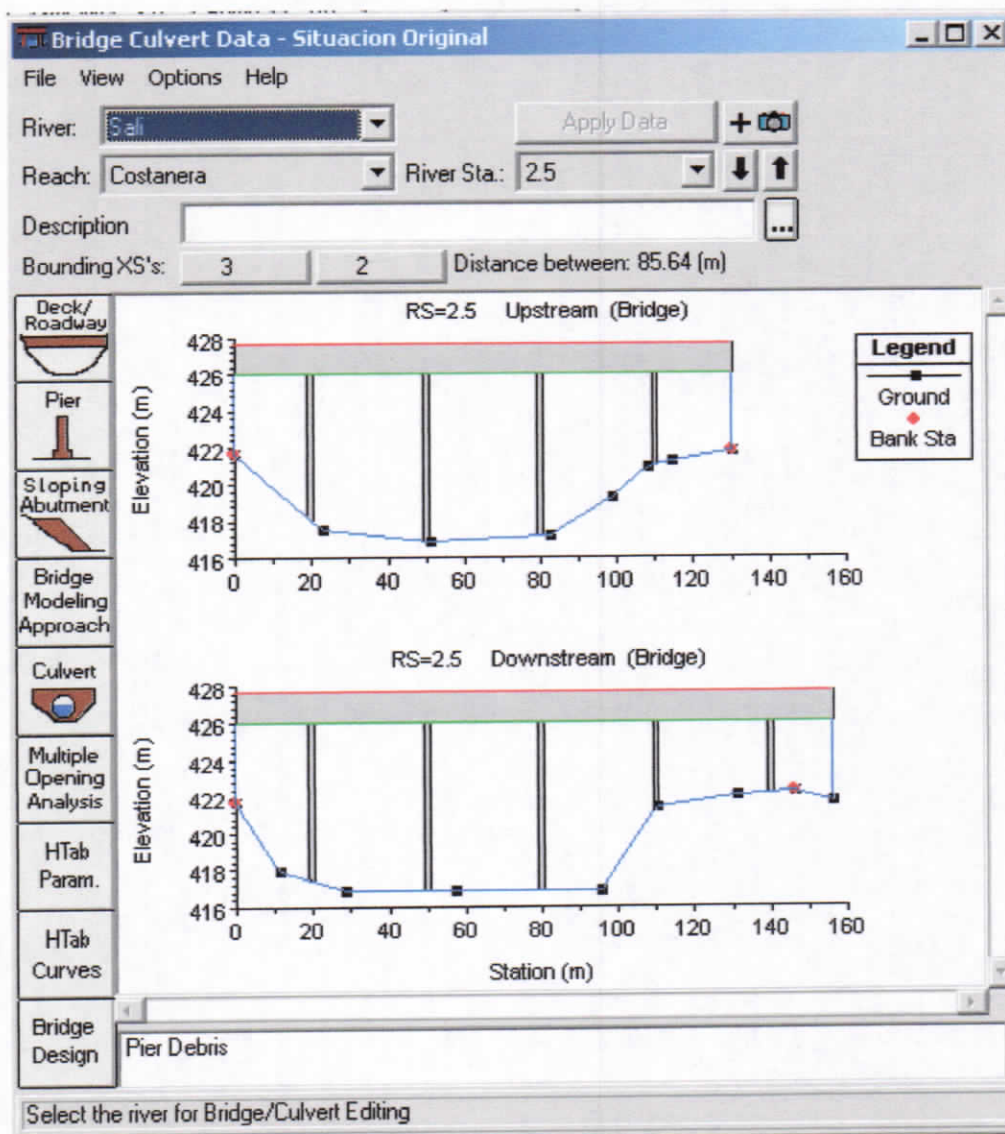 Bridge Culvert Data - Situacion Original
File View Options Help
River: Sali Apply Data +
Reach: Costanera River Sta.: 2.5
Description ...
Bounding XS's: 3 2 Distance between: 85.64 (m)
Deck/
Roadway
Pier
Sloping
Abutment
Bridge
Modeling
Approach
Culvert
Multiple
Opening
Analysis
HTab
Param.
HTab
Curves
Bridge
Design
RS=2.5 Upstream (Bridge)
Elevation (m)
428
426
424
422
420
418
416
0 20 40 60 80 100 120 140 160
Legend
Ground
Bank Sta
RS=2.5 Downstream (Bridge)
Elevation (m)
428
426
424
422
420
418
416
0 20 40 60 80 100 120 140 160
Station (m)
Pier Debris
Select the river for Bridge/Culvert Editing